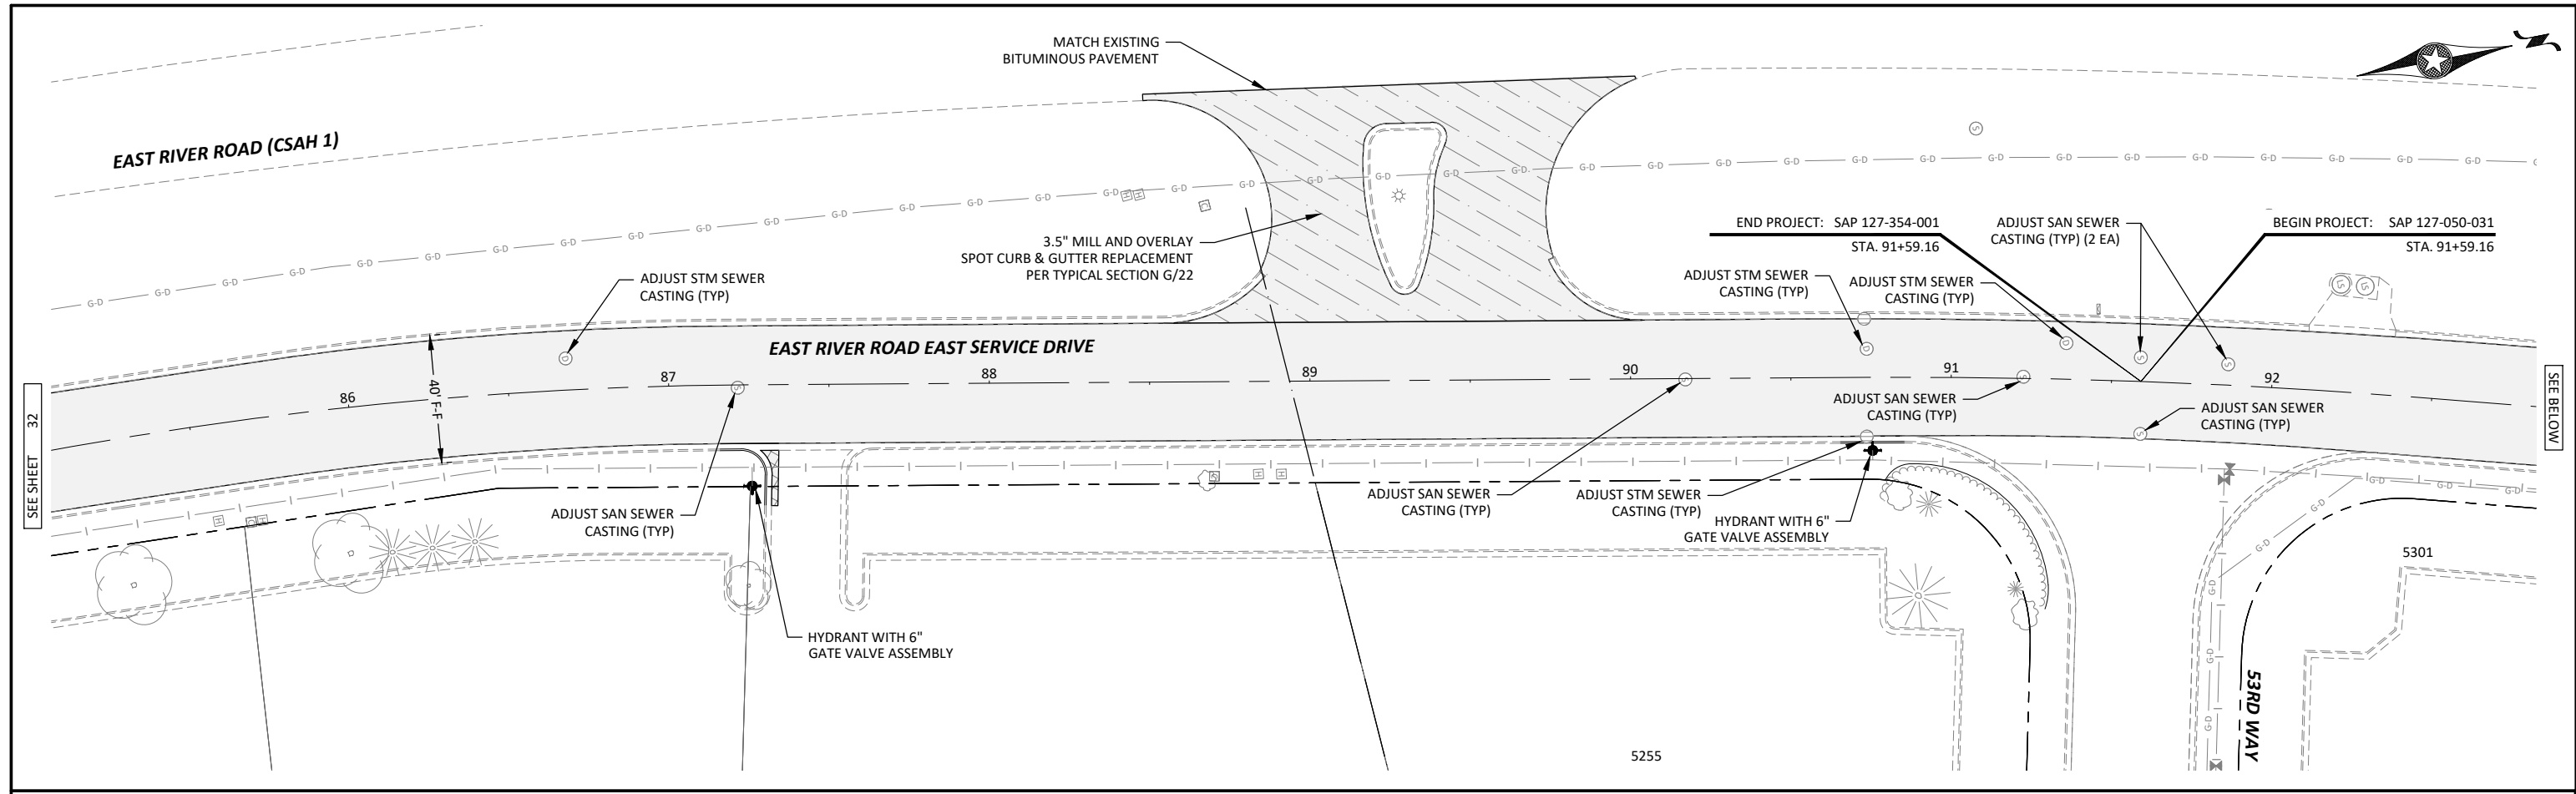 MATCH EXISTING
BITUMINOUS PAVEMENT
EAST RIVER ROAD (CSAH 1)
3.5" MILL AND OVERLAY
SPOT CURB & GUTTER REPLACEMENT
PER TYPICAL SECTION G/22
END PROJECT: SAP 127-354-001
STA. 91+59.16
ADJUST SAN SEWER
CASTING (TYP) (2 EA)
BEGIN PROJECT: SAP 127-050-031
STA. 91+59.16
ADJUST STM SEWER
CASTING (TYP)
ADJUST STM SEWER
CASTING (TYP)
ADJUST STM SEWER
CASTING (TYP)
EAST RIVER ROAD EAST SERVICE DRIVE
86
87
88
89
90
91
92
40' F-F
SEE SHEET 32
SEE BELOW
ADJUST SAN SEWER
CASTING (TYP)
ADJUST SAN SEWER
CASTING (TYP)
ADJUST SAN SEWER
CASTING (TYP)
ADJUST SAN SEWER
CASTING (TYP)
ADJUST STM SEWER
CASTING (TYP)
HYDRANT WITH 6"
GATE VALVE ASSEMBLY
HYDRANT WITH 6"
GATE VALVE ASSEMBLY
5301
5255
53RD WAY
G-D G-D G-D G-D G-D G-D G-D G-D G-D G-D G-D G-D G-D G-D G-D G-D G-D G-D G-D G-D G-D G-D G-D G-D G-D G-D G-D G-D G-D G-D G-D G-D G-D G-D G-D G-D
G-D G-D G-D
G-D G-D G-D G-D